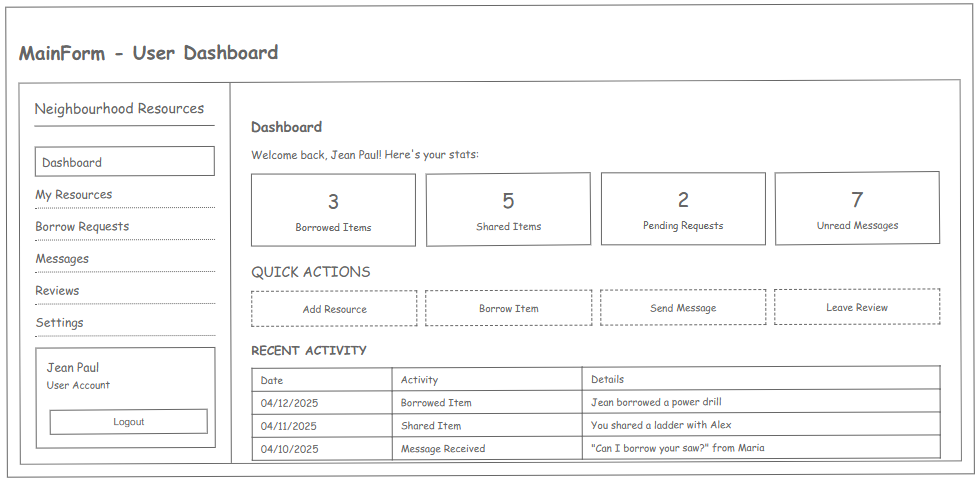 MainForm - User Dashboard
Neighbourhood Resources
Dashboard
My Resources
Borrow Requests
Messages
Reviews
Settings
Jean Paul
User Account
Logout
Dashboard
Welcome back, Jean Paul! Here's your stats:
3 5 2 7
Borrowed Items Shared Items Pending Requests Unread Messages
QUICK ACTIONS
Add Resource Borrow Item Send Message Leave Review
RECENT ACTIVITY
Date Activity Details
04/12/2025 Borrowed Item Jean borrowed a power drill
04/11/2025 Shared Item You shared a ladder with Alex
04/10/2025 Message Received "Can I borrow your saw?" from Maria